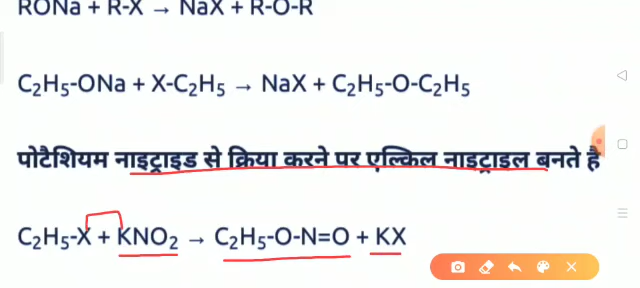 RONa + R-X → NaX + R-O-R
C₂H₅-ONa + X-C₂H₅ → NaX + C₂H₅-O-C₂H₅
पोटैशियम नाइट्राइड से क्रिया करने पर एल्किल नाइट्राइल बनते है
C₂H₅-X + KNO₂ → C₂H₅-O-N=O + KX